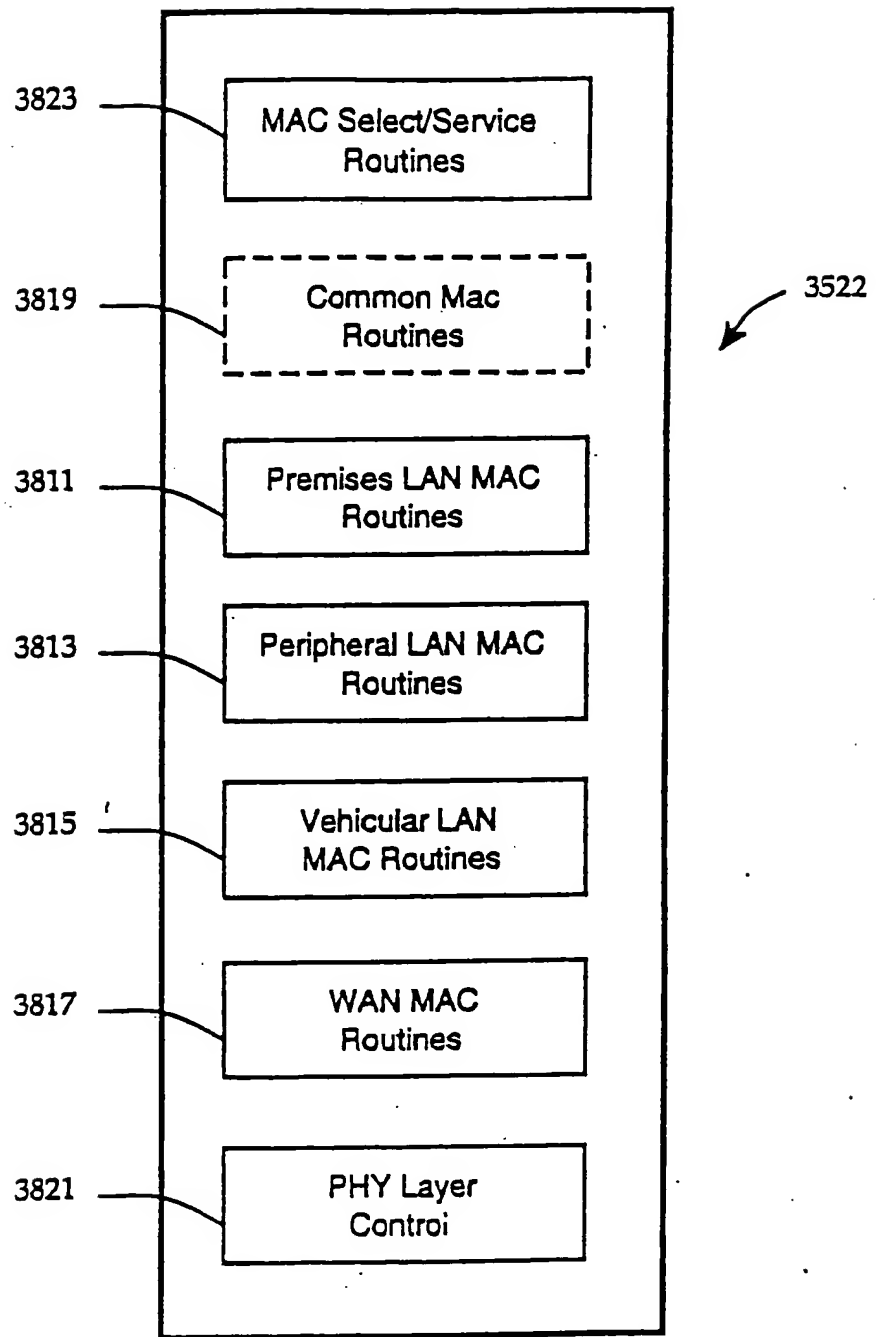 3823
MAC Select/Service
Routines
3819
Common Mac
Routines
3522
3811
Premises LAN MAC
Routines
3813
Peripheral LAN MAC
Routines
3815
Vehicular LAN
MAC Routines
3817
WAN MAC
Routines
3821
PHY Layer
Control